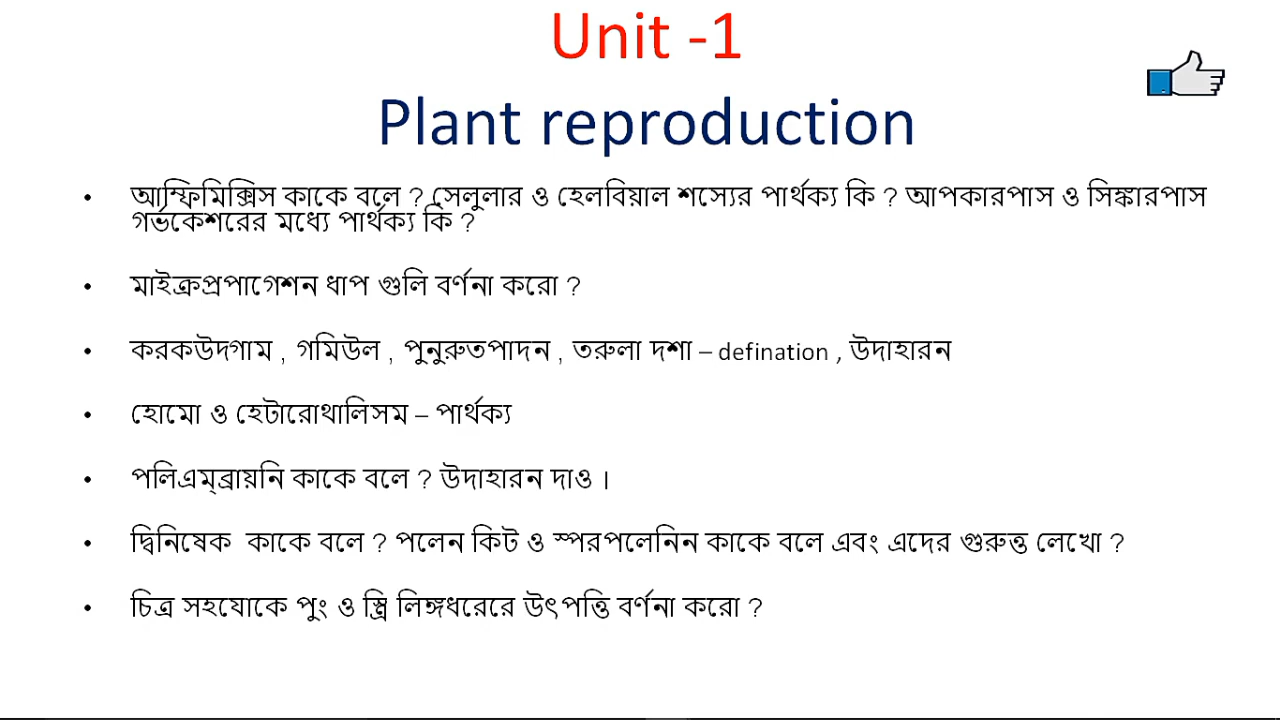 Unit -1
Plant reproduction
• আম্ফিমিক্সিস কাকে বলে ? সেলুলার ও হেলবিয়াল শস্যের পার্থক্য কি ? আপকারপাস ও সিঙ্কারপাস
গর্ভকেশরের মধ্যে পার্থক্য কি ?
• মাইক্রপ্রপাগেশন ধাপ গুলি বর্ণনা করো ?
• করকউদগাম , গমিউল , পুনুরুতপাদন , তরুলা দশা – defination , উদাহারন
• হোমো ও হেটারোথালিসম – পার্থক্য
• পলিএম্‌ব্রায়নি কাকে বলে ? উদাহারন দাও ।
• দ্বিনিষেক কাকে বলে ? পলেন কিট ও স্পরপলেনিন কাকে বলে এবং এদের গুরুত্ত লেখো ?
• চিত্র সহযোকে পুং ও স্ত্রি লিঙ্গধরেরে উৎপত্তি বর্ণনা করো ?